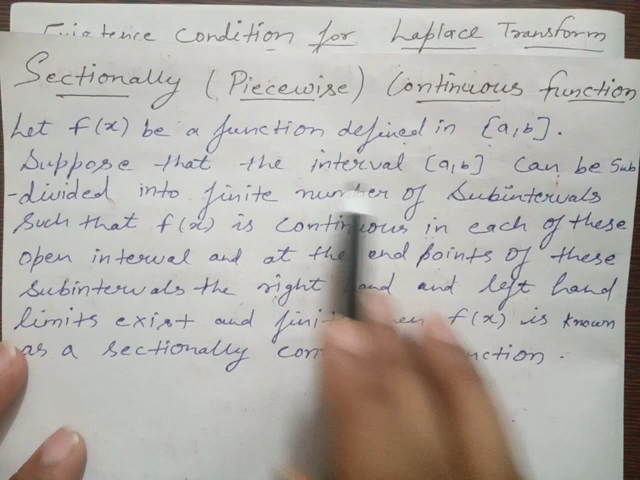 Existence Condition for Laplace Transform
Sectionally (Piecewise) Continuous function
Let f(x) be a function defined in [a,b].
Suppose that the interval [a,b] can be Sub
-divided into finite number of Subintervals
Such that f(x) is continuous in each of these
open interval and at the end points of these
Subintervals the right and and left hand
limits exist and f(x) is known
as a sectionally